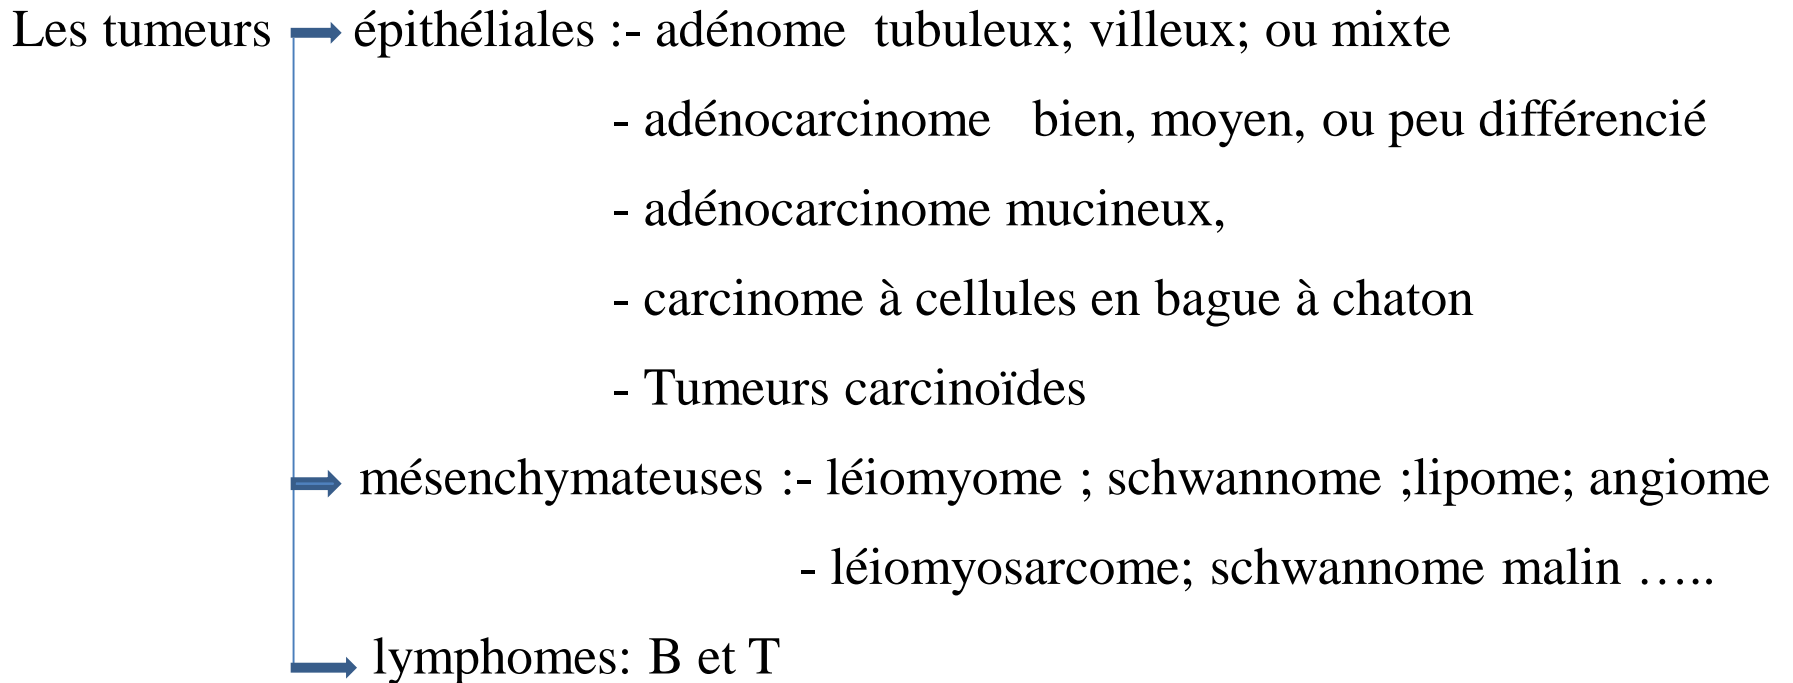 Les tumeurs épithéliales :- adénome tubuleux; villeux; ou mixte
- adénocarcinome bien, moyen, ou peu différencié
- adénocarcinome mucineux,
- carcinome à cellules en bague à chaton
- Tumeurs carcinoïdes
mésenchymateuses :- léiomyome ; schwannome ;lipome; angiome
- léiomyosarcome; schwannome malin …..
lymphomes: B et T